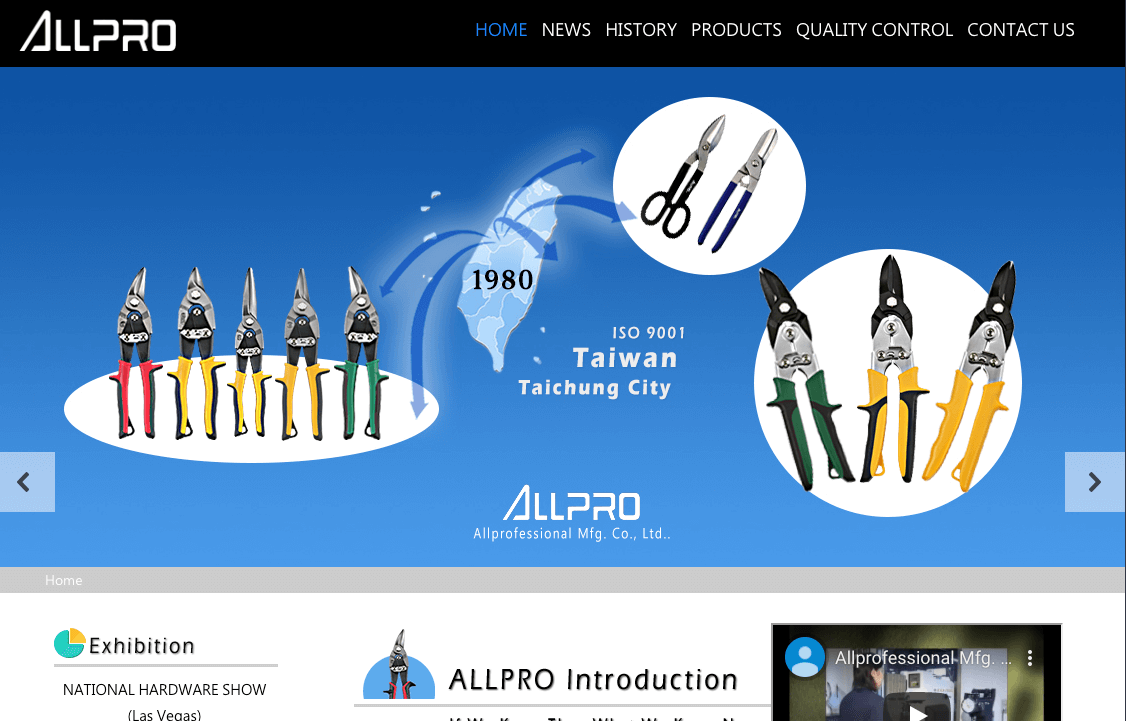 ALLPRO
HOME NEWS HISTORY PRODUCTS QUALITY CONTROL CONTACT US
1980
ISO 9001
Taiwan
Taichung City
ALLPRO
Allprofessional Mfg. Co., Ltd..
Home
Exhibition
NATIONAL HARDWARE SHOW
(Las Vegas)
ALLPRO Introduction
Allprofessional Mfg. ...